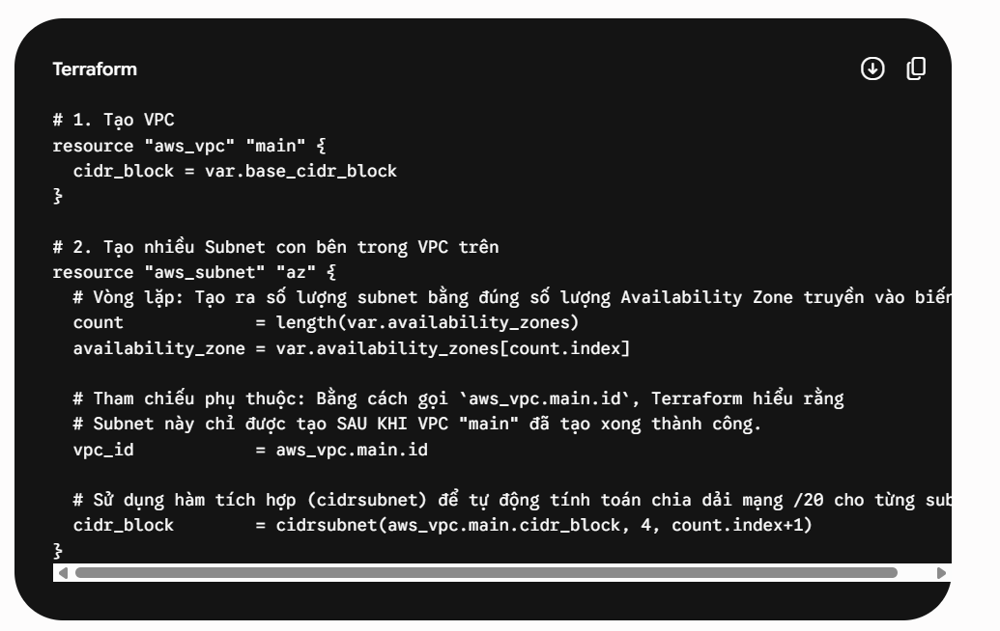 Terraform
# 1. Tạo VPC
resource "aws_vpc" "main" {
  cidr_block = var.base_cidr_block
}

# 2. Tạo nhiều Subnet con bên trong VPC trên
resource "aws_subnet" "az" {
  # Vòng lặp: Tạo ra số lượng subnet bằng đúng số lượng Availability Zone truyền vào biến
  count             = length(var.availability_zones)
  availability_zone = var.availability_zones[count.index]

  # Tham chiếu phụ thuộc: Bằng cách gọi `aws_vpc.main.id`, Terraform hiểu rằng
  # Subnet này chỉ được tạo SAU KHI VPC "main" đã tạo xong thành công.
  vpc_id            = aws_vpc.main.id

  # Sử dụng hàm tích hợp (cidrsubnet) để tự động tính toán chia dải mạng /20 cho từng sub
  cidr_block        = cidrsubnet(aws_vpc.main.cidr_block, 4, count.index+1)
}